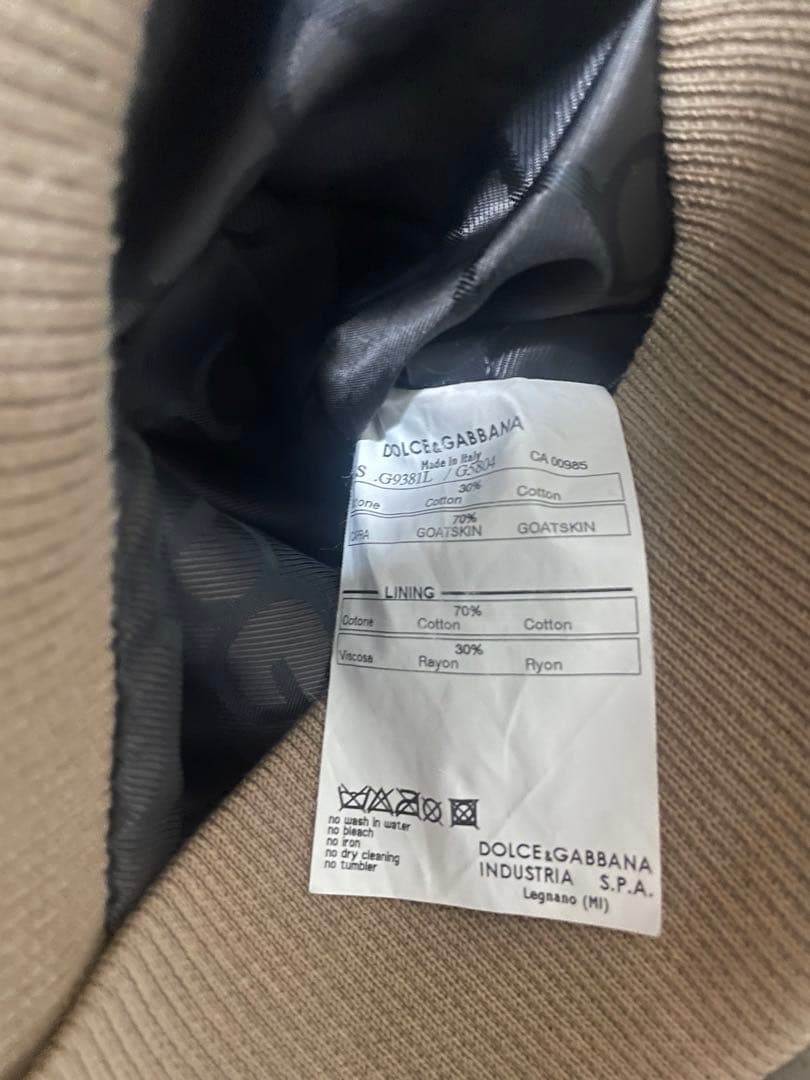 DOLCE&GABBANA
Made in Italy
S .G9381L / G5804 CA 00985
30%
Cotton Cotton
70%
GOATSKIN GOATSKIN
LINING
70%
Cotone Cotton Cotton
30%
Viscosa Rayon Ryon
no wash in water
no bleach
no iron
no dry cleaning
no tumbler
DOLCE&GABBANA
INDUSTRIA S.P.A.
Legnano (MI)